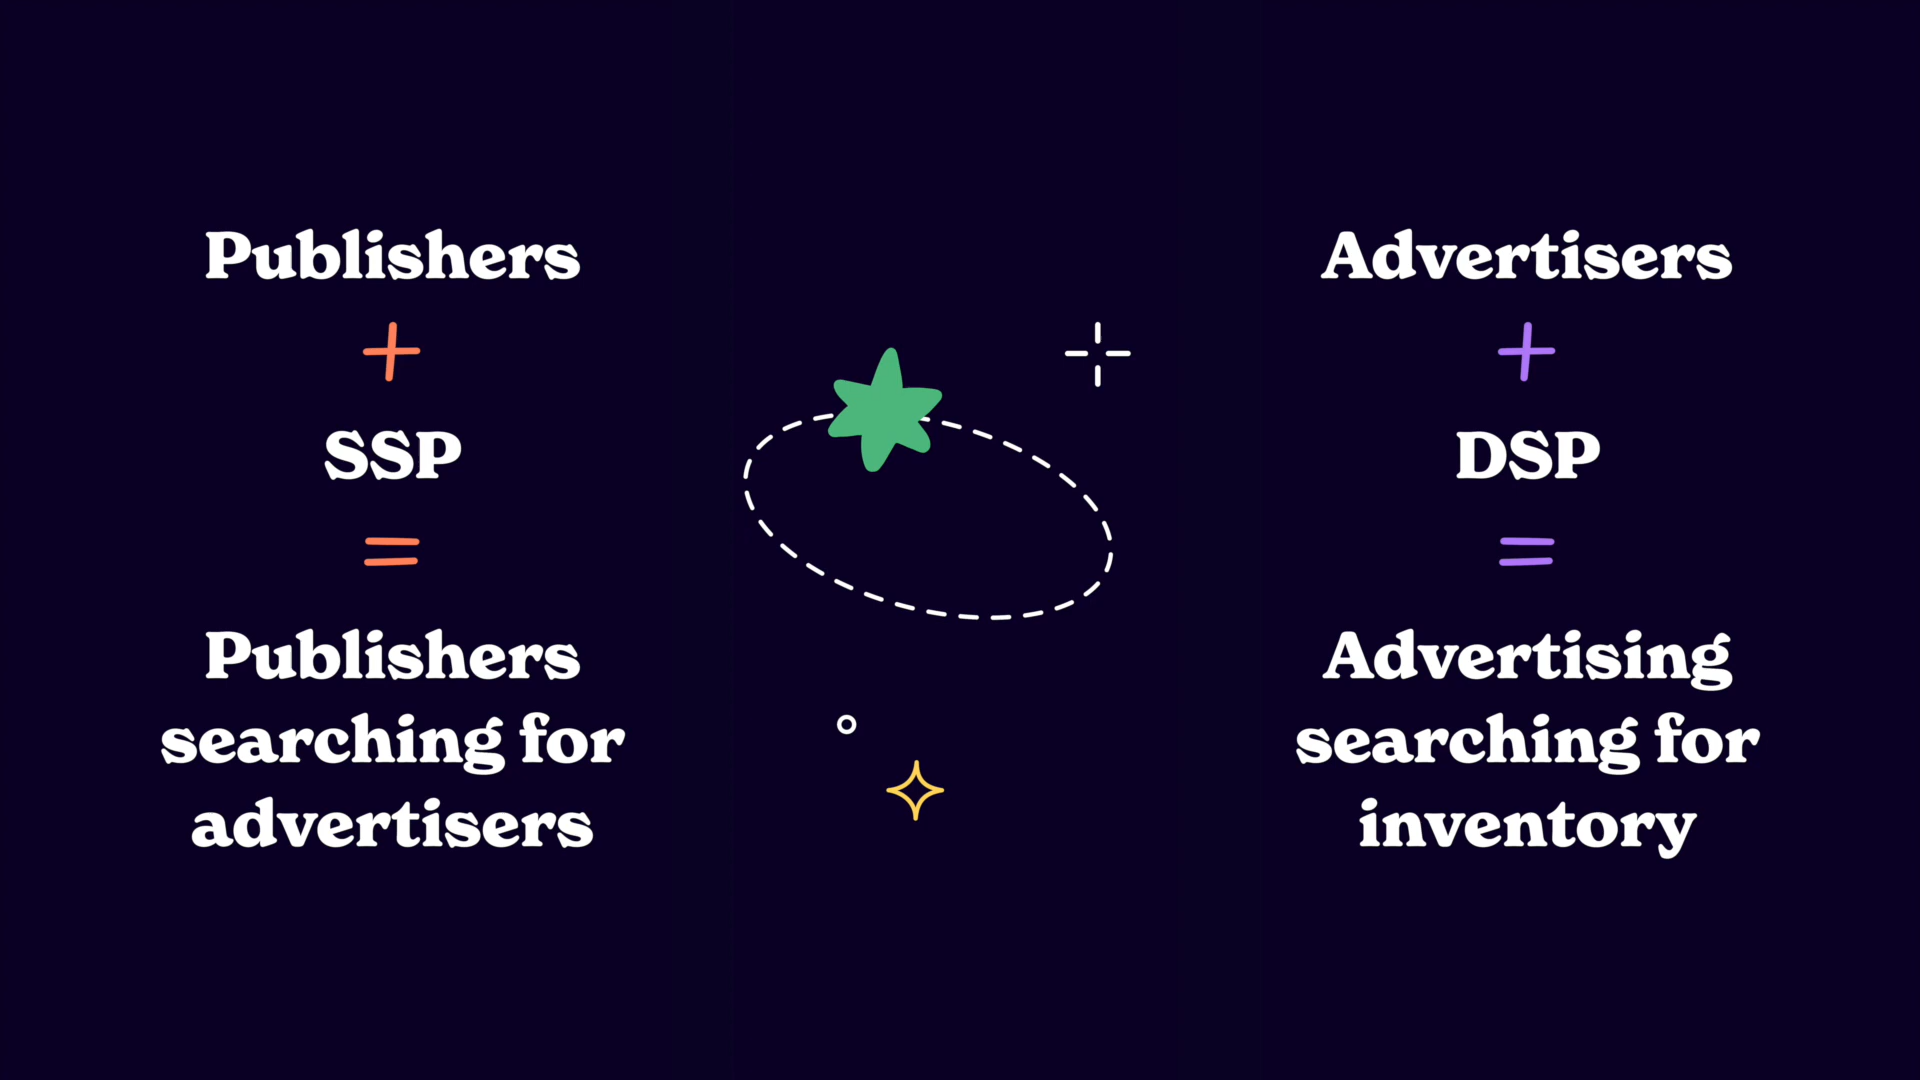 Publishers
+
SSP
=
Publishers
searching for
advertisers
Advertisers
+
DSP
=
Advertising
searching for
inventory